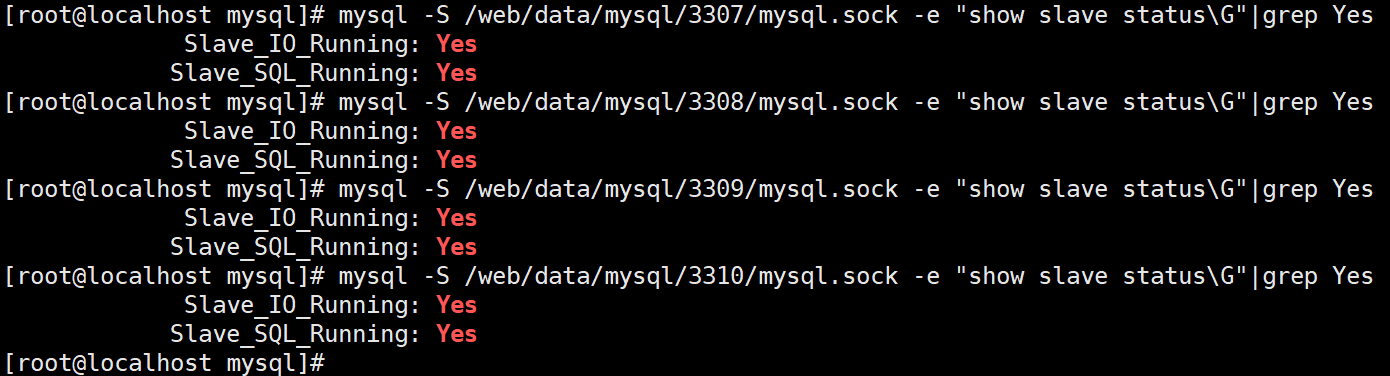 [root@localhost mysql]# mysql -S /web/data/mysql/3307/mysql.sock -e "show slave status\G"|grep Yes
Slave_IO_Running: Yes
Slave_SQL_Running: Yes
[root@localhost mysql]# mysql -S /web/data/mysql/3308/mysql.sock -e "show slave status\G"|grep Yes
Slave_IO_Running: Yes
Slave_SQL_Running: Yes
[root@localhost mysql]# mysql -S /web/data/mysql/3309/mysql.sock -e "show slave status\G"|grep Yes
Slave_IO_Running: Yes
Slave_SQL_Running: Yes
[root@localhost mysql]# mysql -S /web/data/mysql/3310/mysql.sock -e "show slave status\G"|grep Yes
Slave_IO_Running: Yes
Slave_SQL_Running: Yes
[root@localhost mysql]#